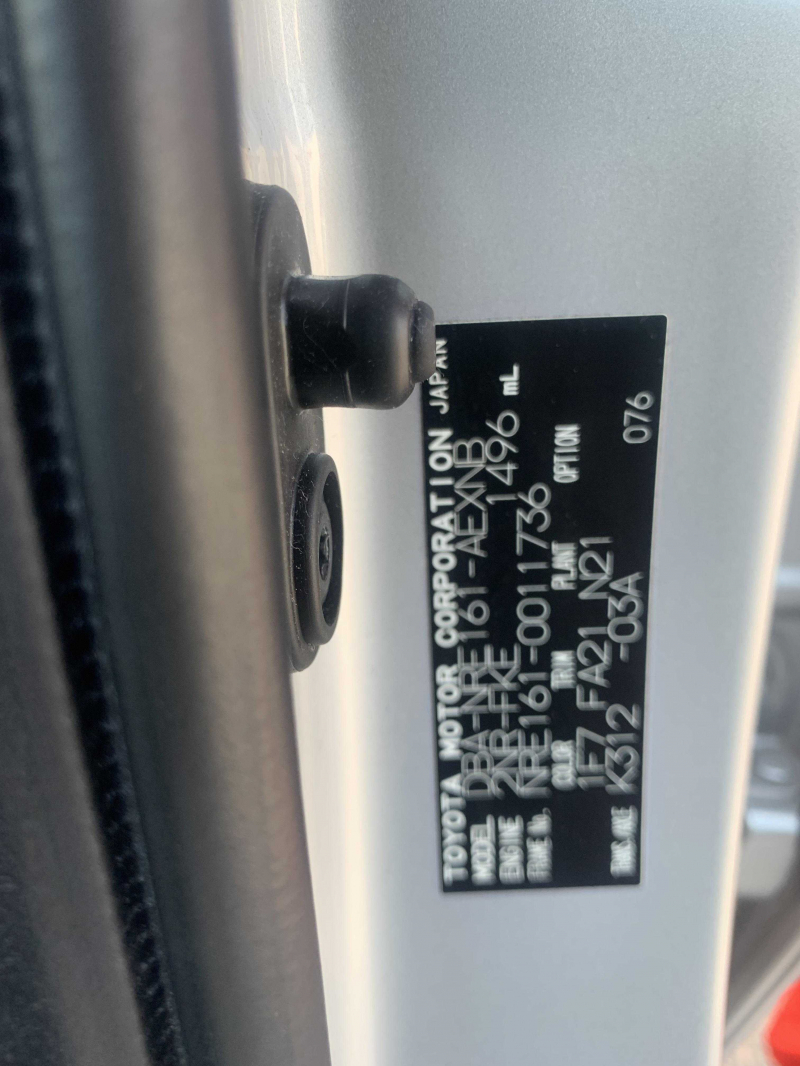 TOYOTA MOTOR CORPORATION JAPAN
MODEL DBA-NRE161-AEXNB
ENGINE 2NR-FKE 1496 mL
FRAME No. NRE161-0011736
COLOR TRIM PLANT OPTION
1F7 FA21 N21
TRANS./AXLE K312 -03A 076